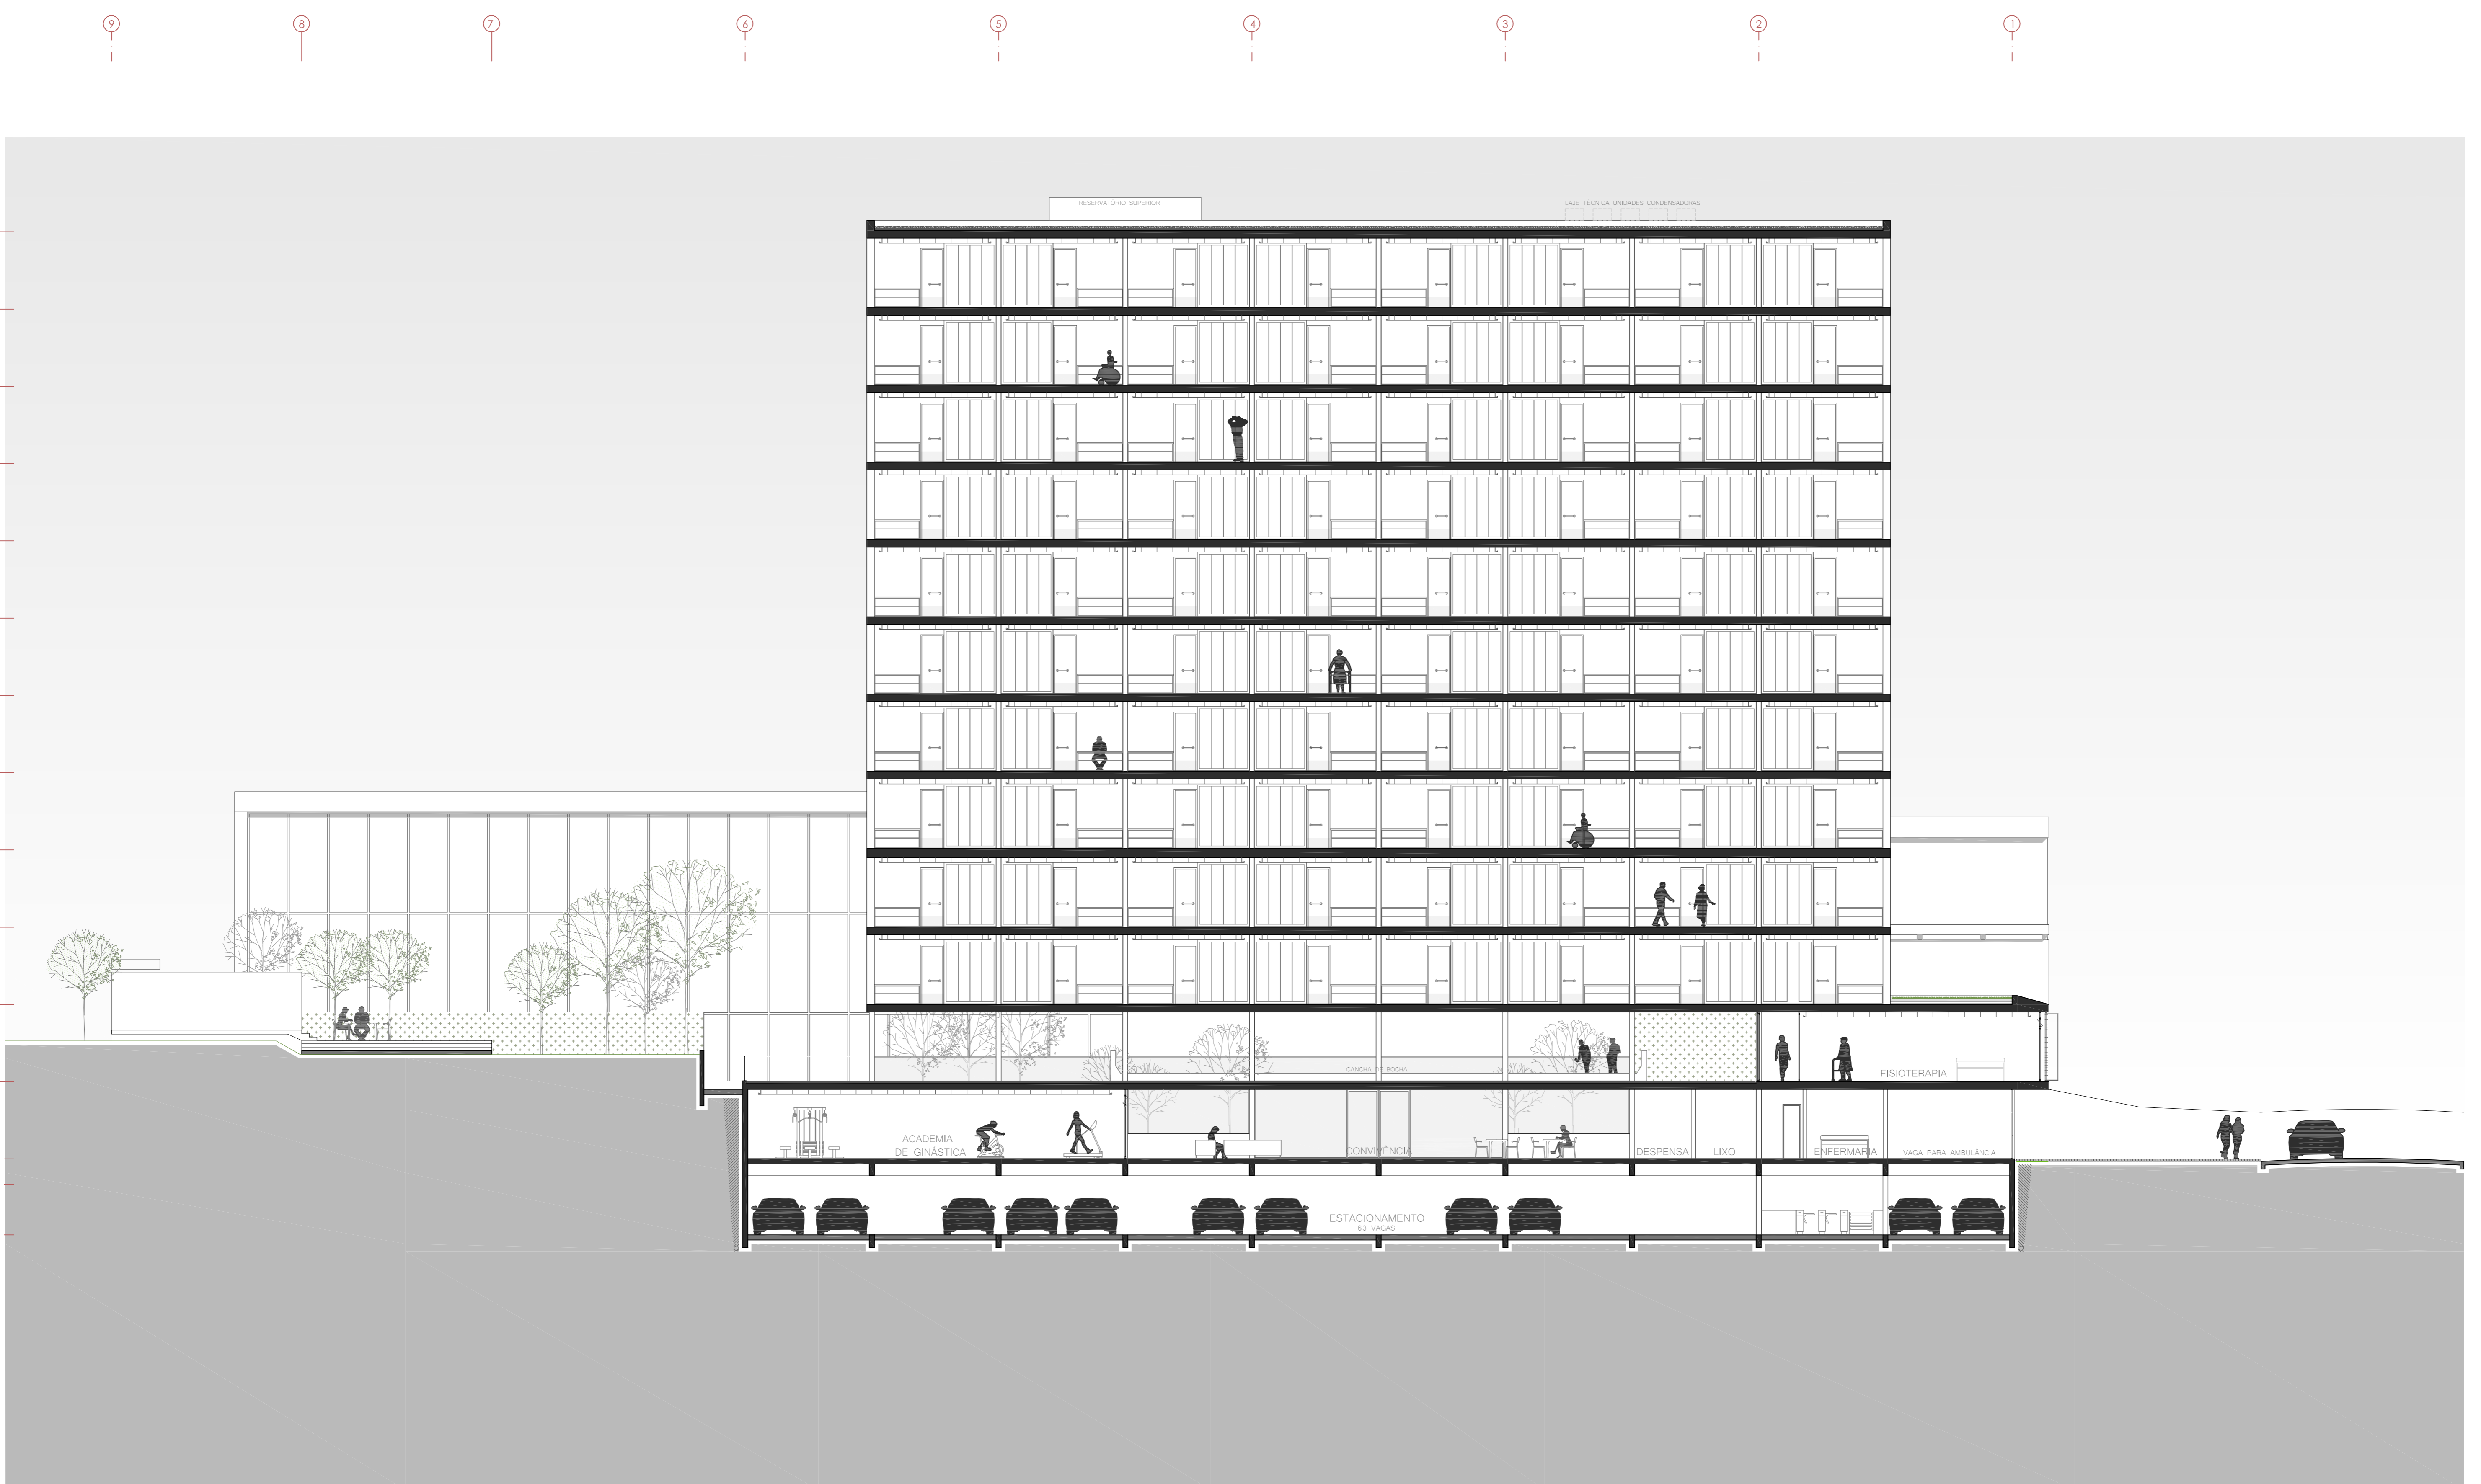 9 8 7 6 5 4 3 2 1
RESERVATÓRIO SUPERIOR
LAJE TÉCNICA UNIDADES CONDENSADORAS
CANCHA DE BOCHA
FISIOTERAPIA
ACADEMIA
DE GINÁSTICA
CONVIVÊNCIA
DESPENSA
LIXO
ENFERMARIA
VAGA PARA AMBULÂNCIA
ESTACIONAMENTO
63 VAGAS